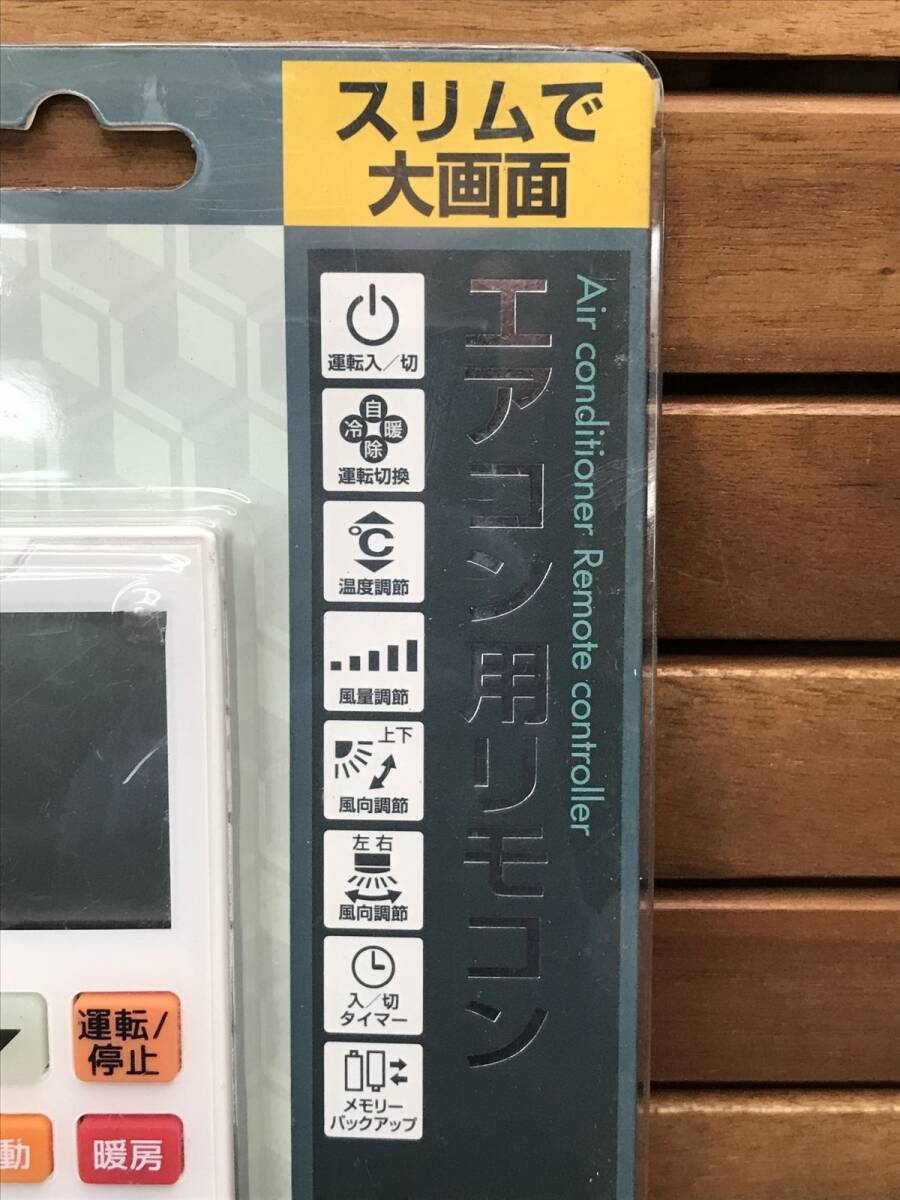 スリムで
大画面
エアコン用リモコン
Air conditioner Remote controller
運転入／切
自
冷 暖
除
運転切換
℃
温度調節
風量調節
上下
風向調節
左右
風向調節
入／切
タイマー
メモリー
バックアップ
運転/
停止
動
暖房